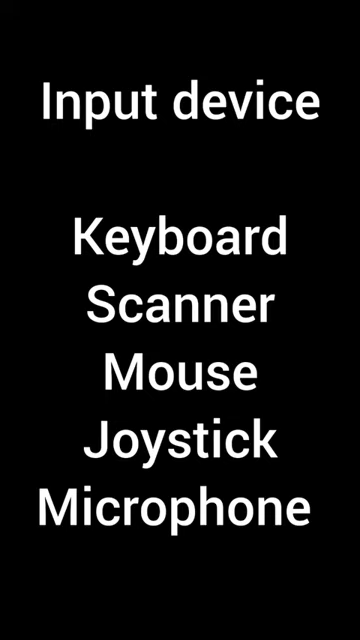 Input device
Keyboard
Scanner
Mouse
Joystick
Microphone